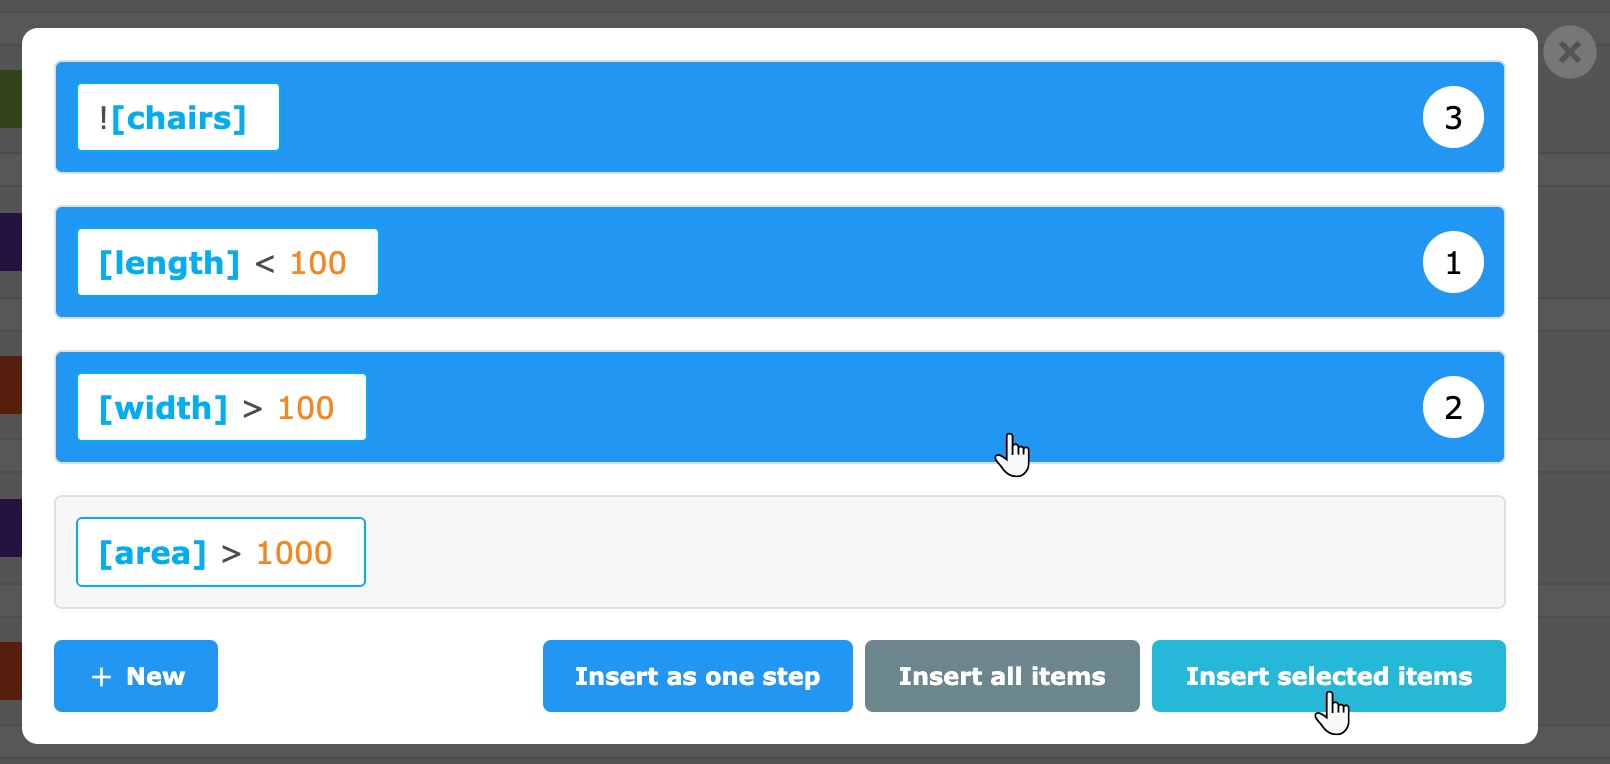 ![chairs]
3
[length] < 100
1
[width] > 100
2
[area] > 1000
+ New
Insert as one step
Insert all items
Insert selected items